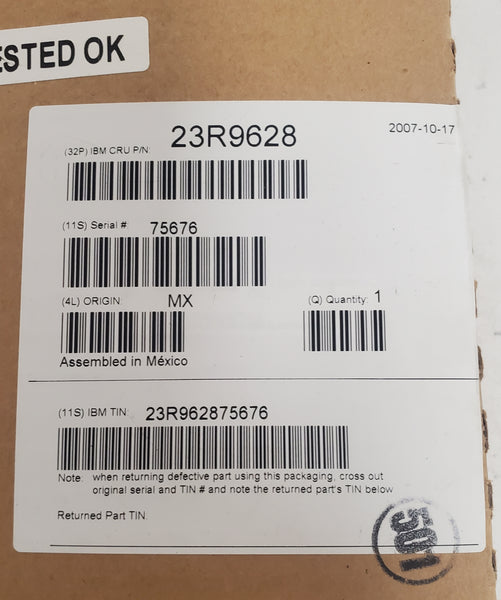 ESTED OK
(32P) IBM CRU P/N: 23R9628 2007-10-17
(11S) Serial #: 75676
(4L) ORIGIN: MX (Q) Quantity: 1
Assembled in México
(11S) IBM TIN: 23R962875676
Note: when returning defective part using this packaging, cross out
original serial and TIN # and note the returned part's TIN below
Returned Part TIN:
501